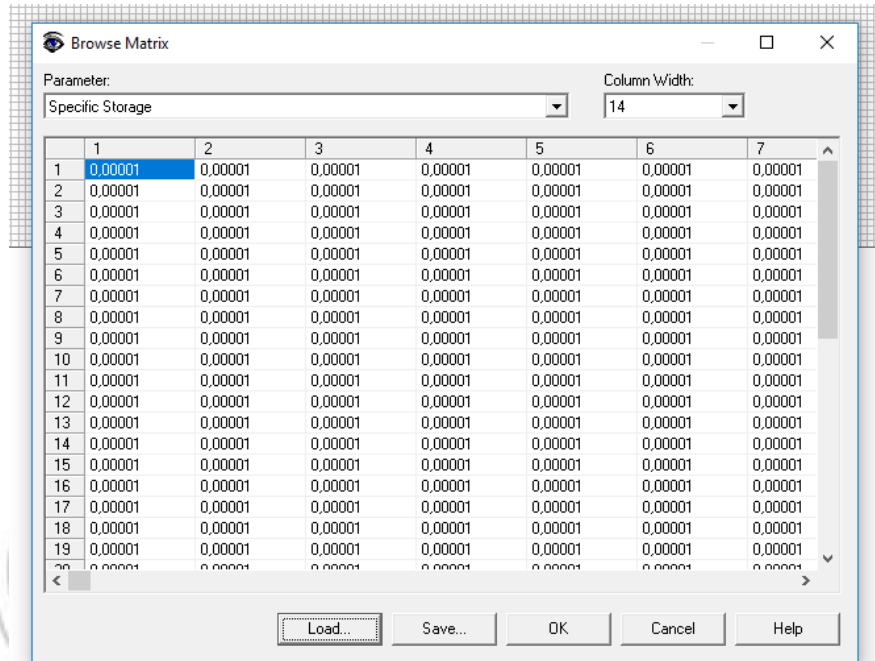 Browse Matrix
Parameter: Column Width:
Specific Storage 14
1 2 3 4 5 6 7
1 0,00001 0,00001 0,00001 0,00001 0,00001 0,00001 0,00001
2 0,00001 0,00001 0,00001 0,00001 0,00001 0,00001 0,00001
3 0,00001 0,00001 0,00001 0,00001 0,00001 0,00001 0,00001
4 0,00001 0,00001 0,00001 0,00001 0,00001 0,00001 0,00001
5 0,00001 0,00001 0,00001 0,00001 0,00001 0,00001 0,00001
6 0,00001 0,00001 0,00001 0,00001 0,00001 0,00001 0,00001
7 0,00001 0,00001 0,00001 0,00001 0,00001 0,00001 0,00001
8 0,00001 0,00001 0,00001 0,00001 0,00001 0,00001 0,00001
9 0,00001 0,00001 0,00001 0,00001 0,00001 0,00001 0,00001
10 0,00001 0,00001 0,00001 0,00001 0,00001 0,00001 0,00001
11 0,00001 0,00001 0,00001 0,00001 0,00001 0,00001 0,00001
12 0,00001 0,00001 0,00001 0,00001 0,00001 0,00001 0,00001
13 0,00001 0,00001 0,00001 0,00001 0,00001 0,00001 0,00001
14 0,00001 0,00001 0,00001 0,00001 0,00001 0,00001 0,00001
15 0,00001 0,00001 0,00001 0,00001 0,00001 0,00001 0,00001
16 0,00001 0,00001 0,00001 0,00001 0,00001 0,00001 0,00001
17 0,00001 0,00001 0,00001 0,00001 0,00001 0,00001 0,00001
18 0,00001 0,00001 0,00001 0,00001 0,00001 0,00001 0,00001
19 0,00001 0,00001 0,00001 0,00001 0,00001 0,00001 0,00001
Load... Save... OK Cancel Help